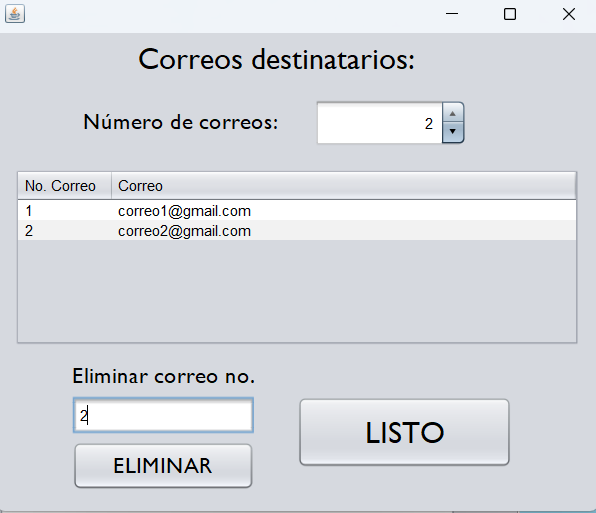 Correos destinatarios:
Número de correos: 2
No. Correo Correo
1 correo1@gmail.com
2 correo2@gmail.com
Eliminar correo no.
2
LISTO
ELIMINAR